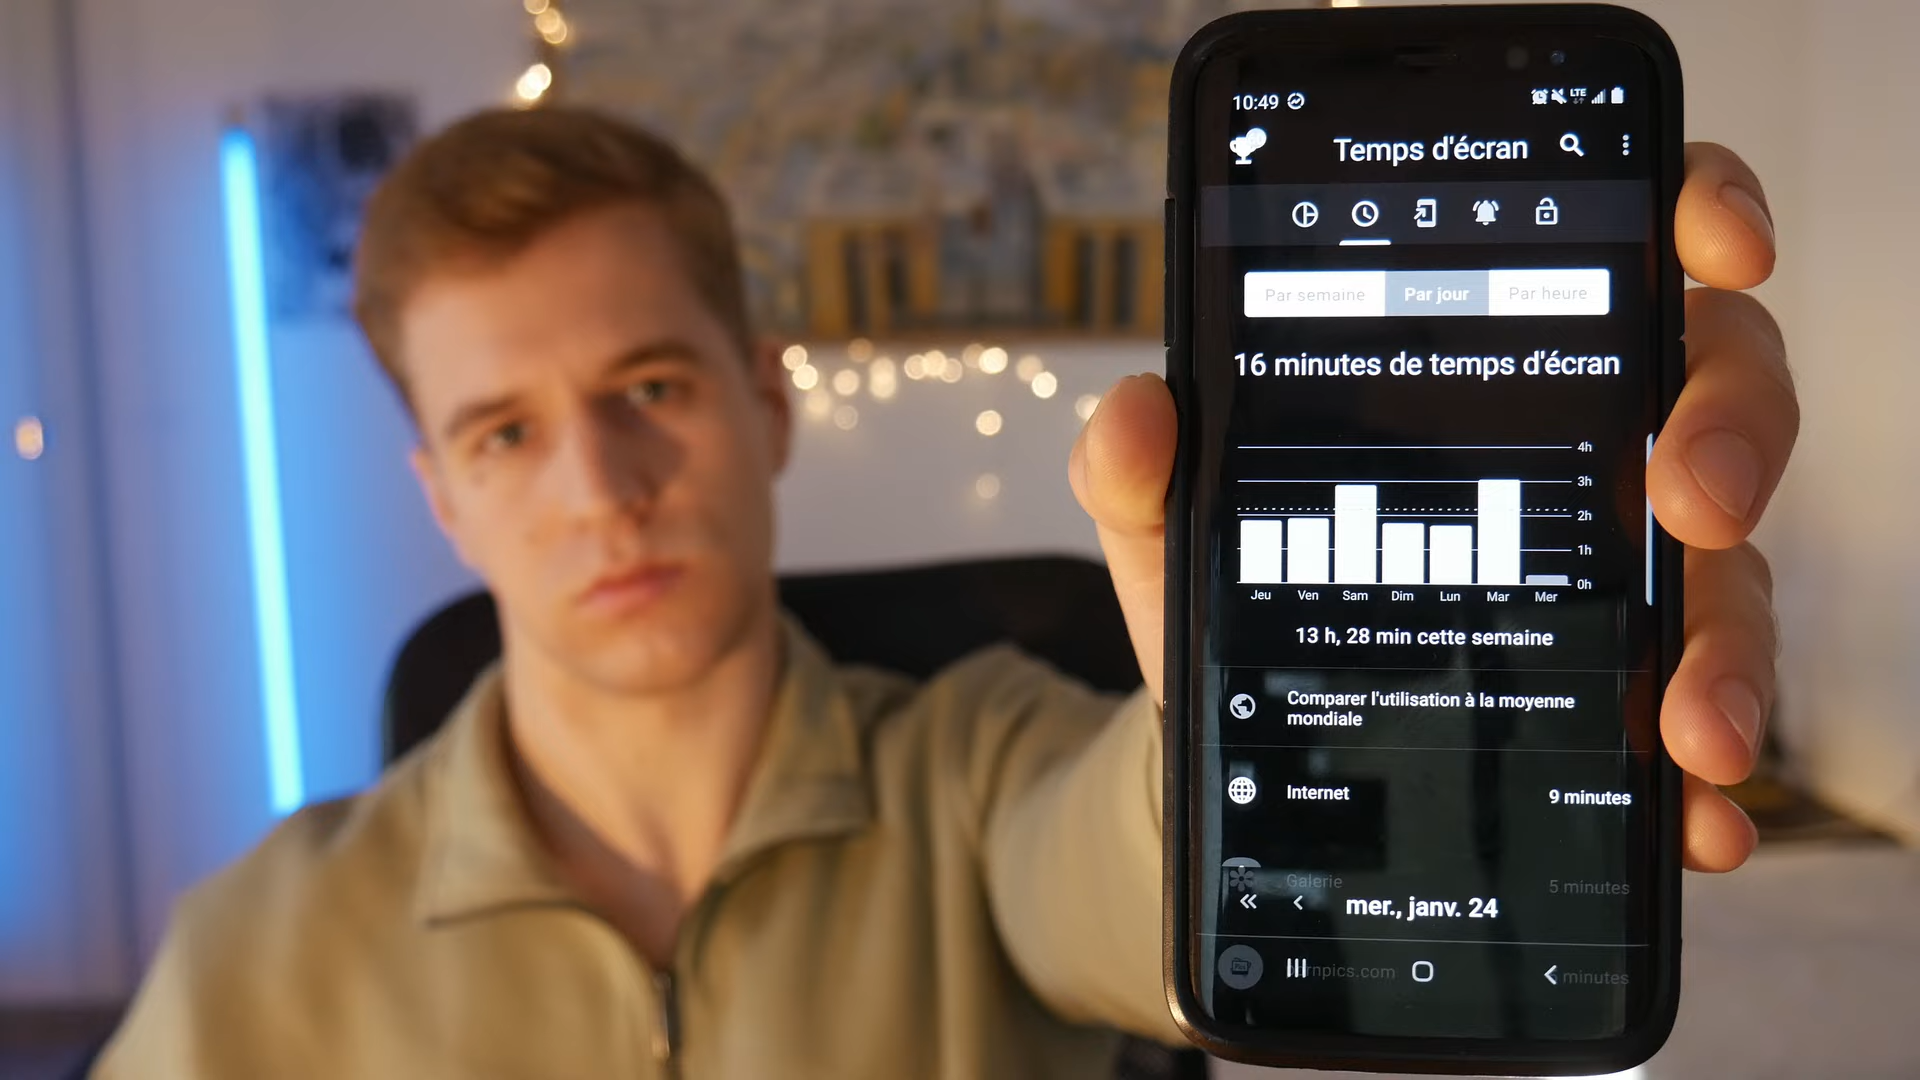 10:49
LTE
Temps d'écran
Par semaine Par jour Par heure
16 minutes de temps d'écran
4h
3h
2h
1h
0h
Jeu Ven Sam Dim Lun Mar Mer
13 h, 28 min cette semaine
Comparer l'utilisation à la moyenne
mondiale
Internet 9 minutes
Galerie 5 minutes
mer., janv. 24
minutes